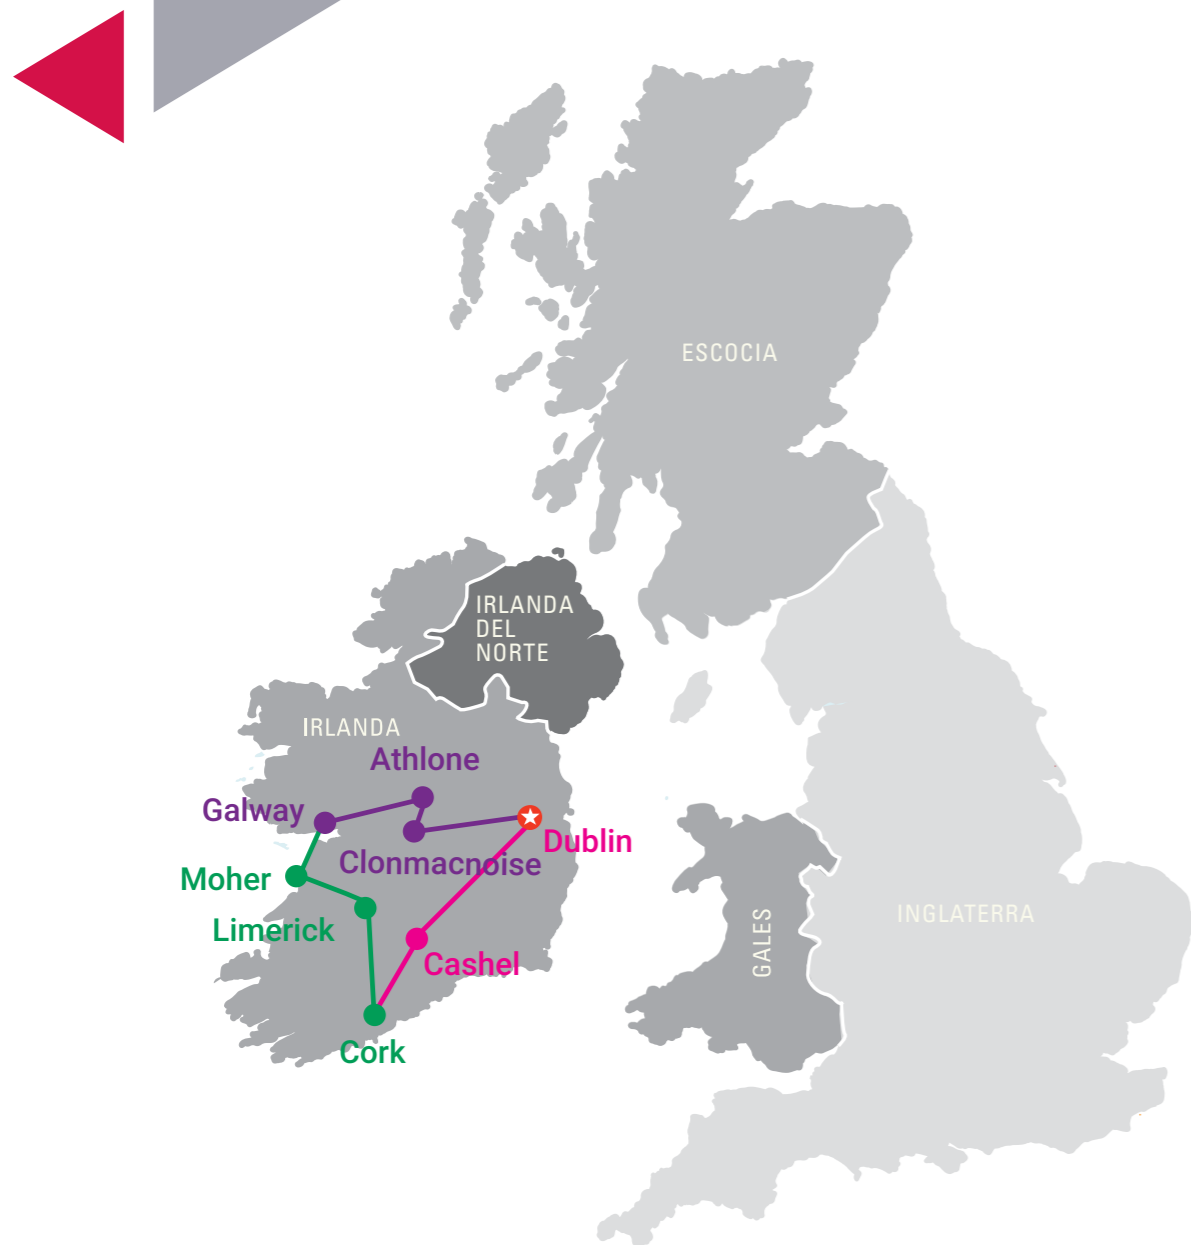 ESCOCIA
IRLANDA
DEL
NORTE
IRLANDA
Athlone
Galway
Dublin
Clonmacnoise
Moher
Limerick
Cashel
Cork
GALES
INGLATERRA